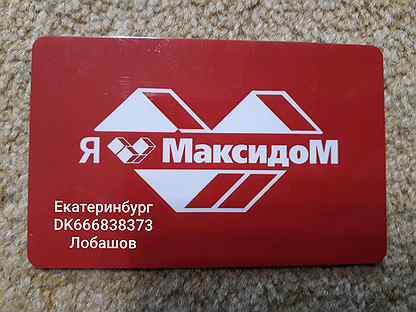 Я МаксидоМ
Екатеринбург
DK666838373
Лобашов